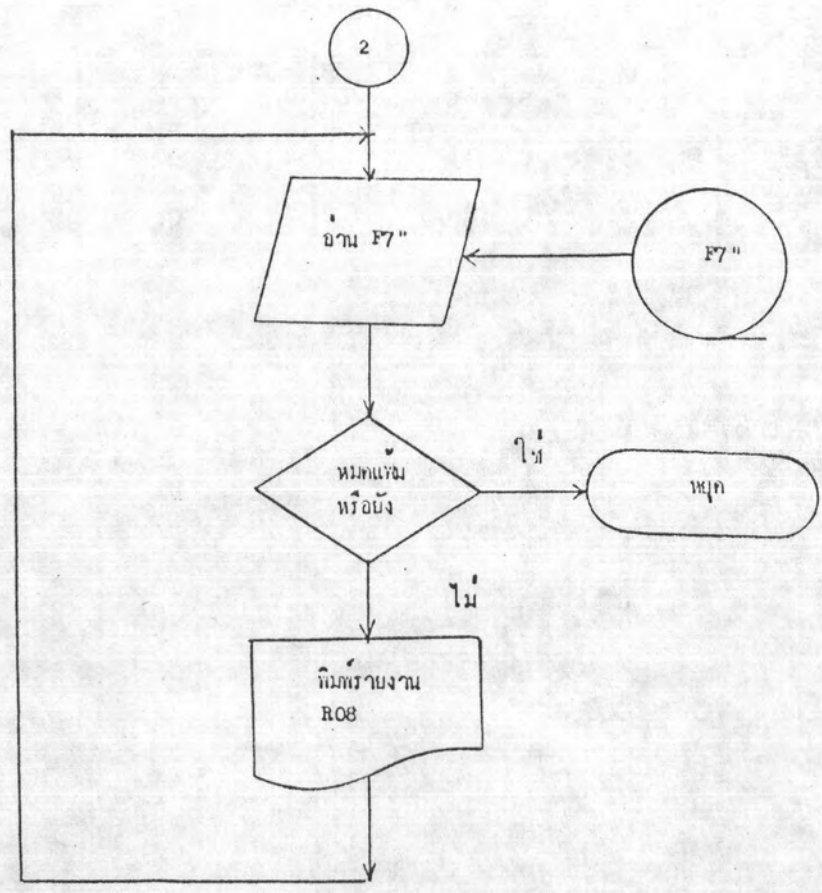 2
อ่าน F7"
F7"
หมดแฟ้ม
หรือยัง
ใช่
หยุด
ไม่
พิมพ์รายงาน
R08